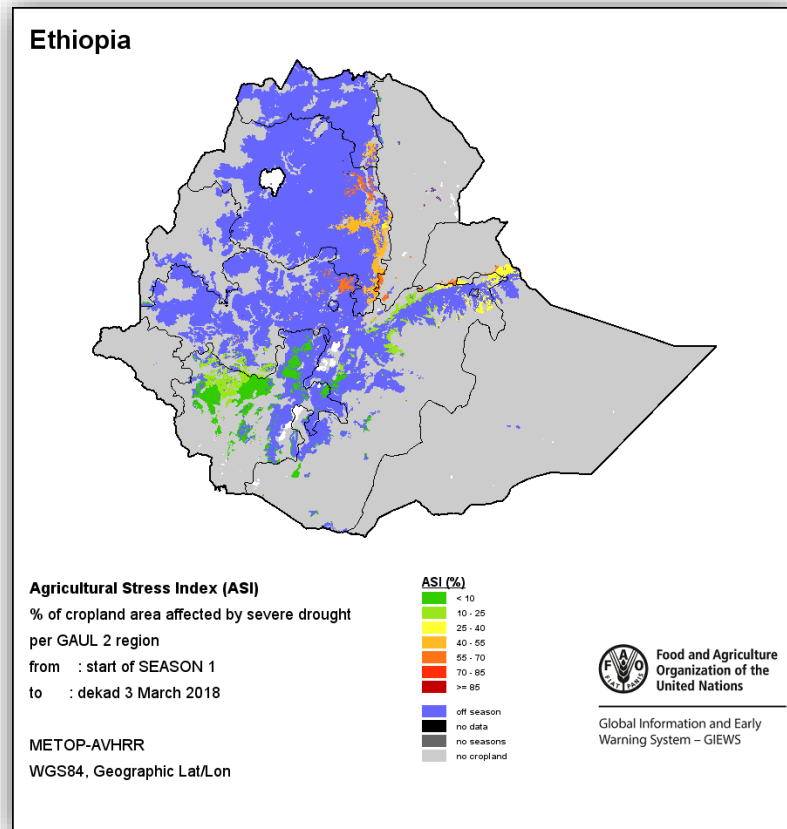 Ethiopia
Agricultural Stress Index (ASI)
% of cropland area affected by severe drought
per GAUL 2 region
from : start of SEASON 1
to : dekad 3 March 2018
METOP-AVHRR
WGS84, Geographic Lat/Lon
ASI (%)
< 10
10 - 25
25 - 40
40 - 55
55 - 70
70 - 85
>= 85
off season
no data
no seasons
no cropland
F A O
FIAT PANIS
Food and Agriculture
Organization of the
United Nations
Global Information and Early
Warning System – GIEWS